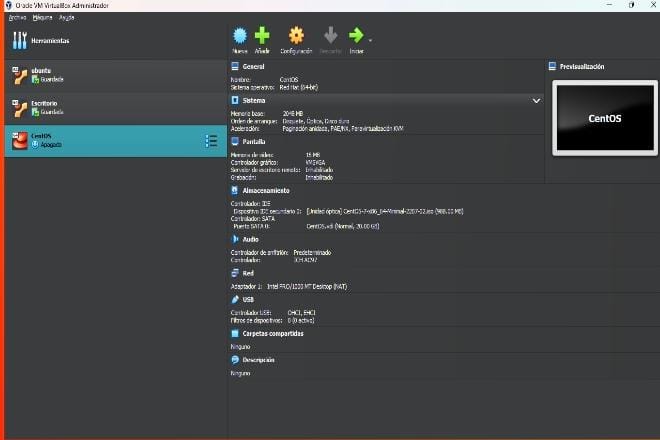 Oracle VM VirtualBox Administrador
Archivo Máquina Ayuda
Herramientas
Nueva Añadir Configuración Descartar Iniciar
ubuntu
Guardada
Escritorio
Guardada
CentOS
Apagada
General
Nombre: CentOS
Sistema operativo: Red Hat (64-bit)
Sistema
Memoria base: 2048 MB
Orden de arranque: Disquete, Óptica, Disco duro
Aceleración: Paginación anidada, PAE/NX, Paravirtualización KVM
Pantalla
Memoria de vídeo: 16 MB
Controlador gráfico: VMSVGA
Servidor de escritorio remoto: Inhabilitado
Grabación: Inhabilitado
Almacenamiento
Controlador: IDE
Dispositivo IDE secundario 0: [Unidad óptica] CentOS-7-x86_64-Minimal-2207-02.iso (988.00 MB)
Controlador: SATA
Puerto SATA 0: CentOS.vdi (Normal, 20.00 GB)
Audio
Controlador de anfitrión: Predeterminado
Controlador: ICH AC97
Red
Adaptador 1: Intel PRO/1000 MT Desktop (NAT)
USB
Controlador USB: OHCI, EHCI
Filtros de dispositivos: 0 (0 activo)
Carpetas compartidas
Ninguno
Descripción
Ninguno
Previsualización
CentOS